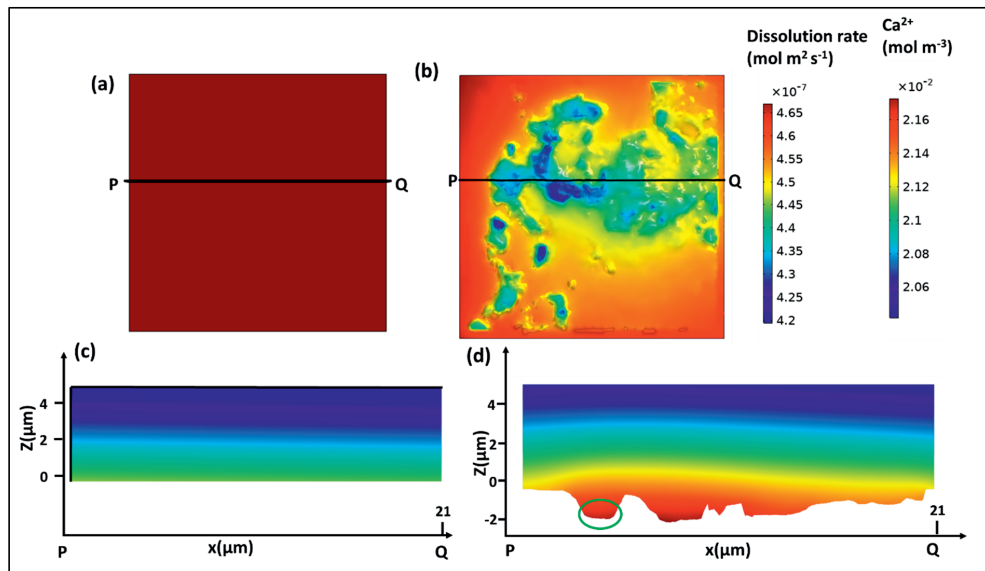 (a)
P
Q
(b)
P
Q
Dissolution rate
(mol m² s⁻¹)
×10⁻⁷
4.65
4.6
4.55
4.5
4.45
4.4
4.35
4.3
4.25
4.2
Ca²⁺
(mol m⁻³)
×10⁻²
2.16
2.14
2.12
2.1
2.08
2.06
(c)
Z(μm)
4
2
0
21
P
x(μm)
Q
(d)
Z(μm)
4
2
0
-2
21
P
x(μm)
Q